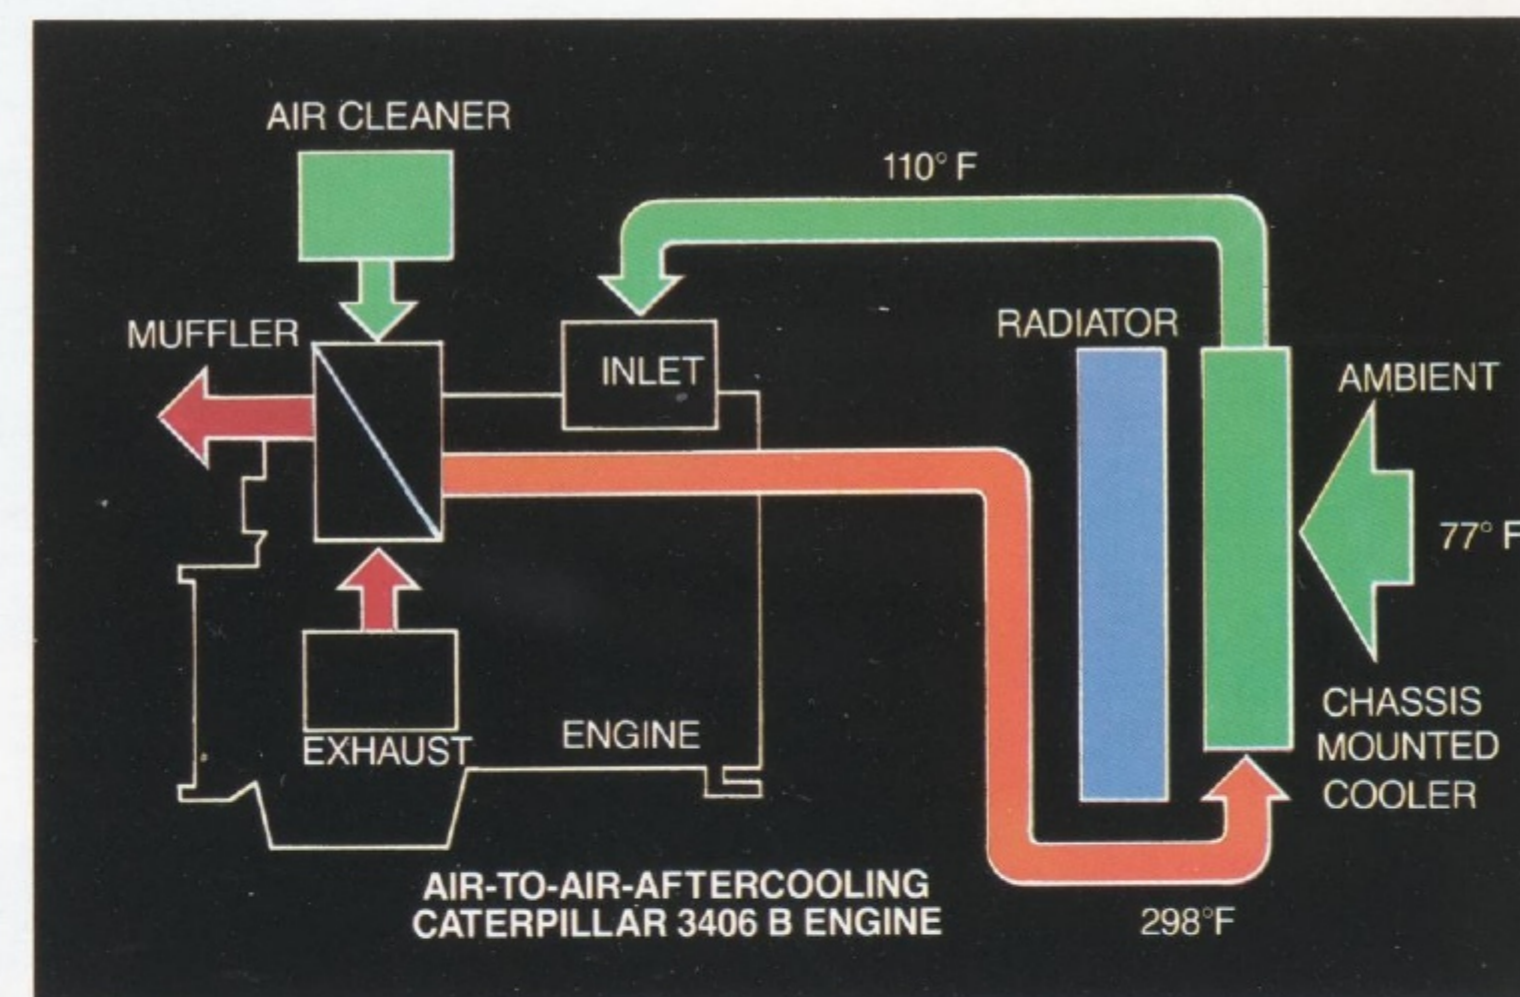 AIR CLEANER
110° F
MUFFLER
INLET
RADIATOR
AMBIENT
77° F
EXHAUST
ENGINE
CHASSIS
MOUNTED
COOLER
AIR-TO-AIR-AFTERCOOLING
CATERPILLAR 3406 B ENGINE
298°F